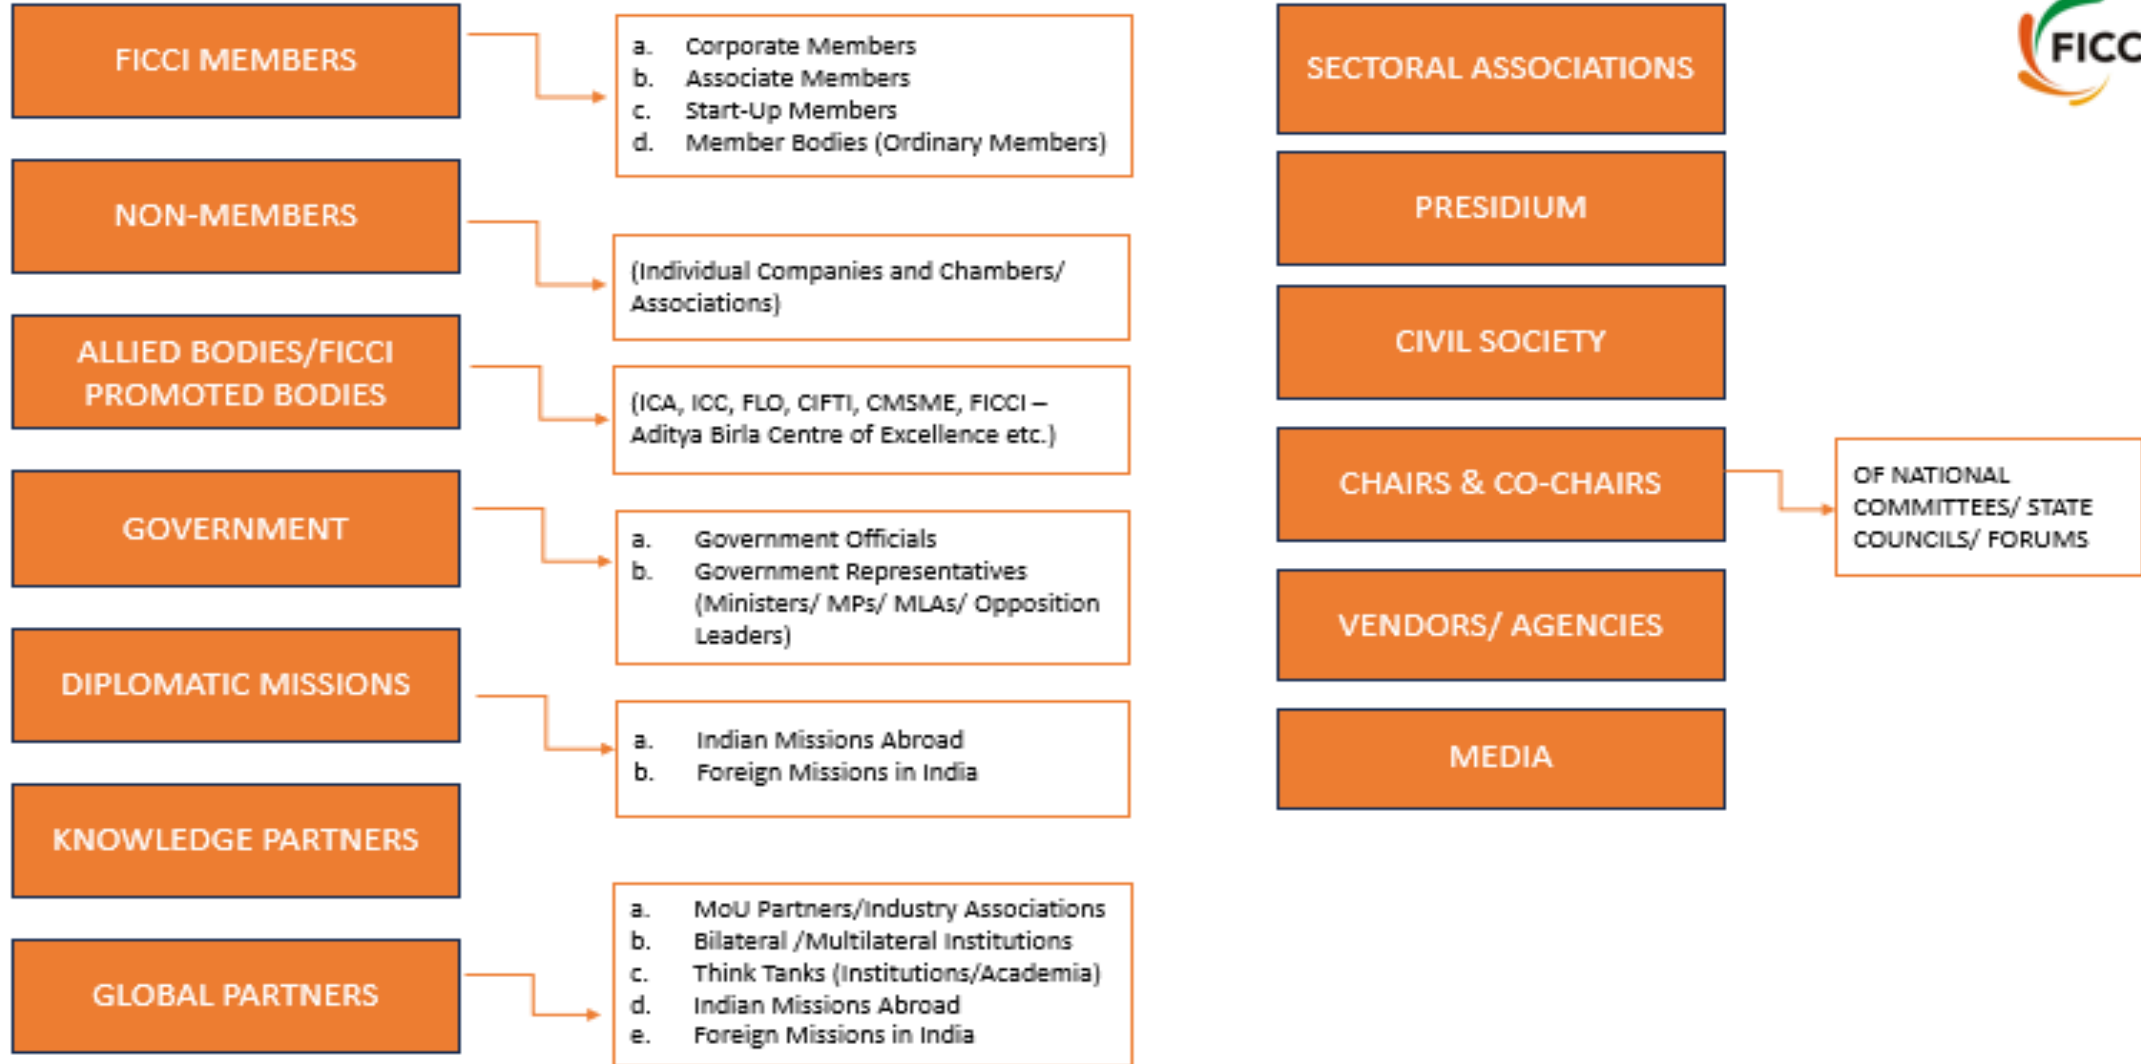 FICCI MEMBERS
a. Corporate Members
b. Associate Members
c. Start-Up Members
d. Member Bodies (Ordinary Members)
NON-MEMBERS
(Individual Companies and Chambers/
Associations)
ALLIED BODIES/FICCI
PROMOTED BODIES
(ICA, ICC, FLO, CIFTI, CMSME, FICCI –
Aditya Birla Centre of Excellence etc.)
GOVERNMENT
a. Government Officials
b. Government Representatives
(Ministers/ MPs/ MLAs/ Opposition
Leaders)
DIPLOMATIC MISSIONS
a. Indian Missions Abroad
b. Foreign Missions in India
KNOWLEDGE PARTNERS
GLOBAL PARTNERS
a. MoU Partners/Industry Associations
b. Bilateral /Multilateral Institutions
c. Think Tanks (Institutions/Academia)
d. Indian Missions Abroad
e. Foreign Missions in India
SECTORAL ASSOCIATIONS
PRESIDIUM
CIVIL SOCIETY
CHAIRS & CO-CHAIRS
OF NATIONAL
COMMITTEES/ STATE
COUNCILS/ FORUMS
VENDORS/ AGENCIES
MEDIA
FICC